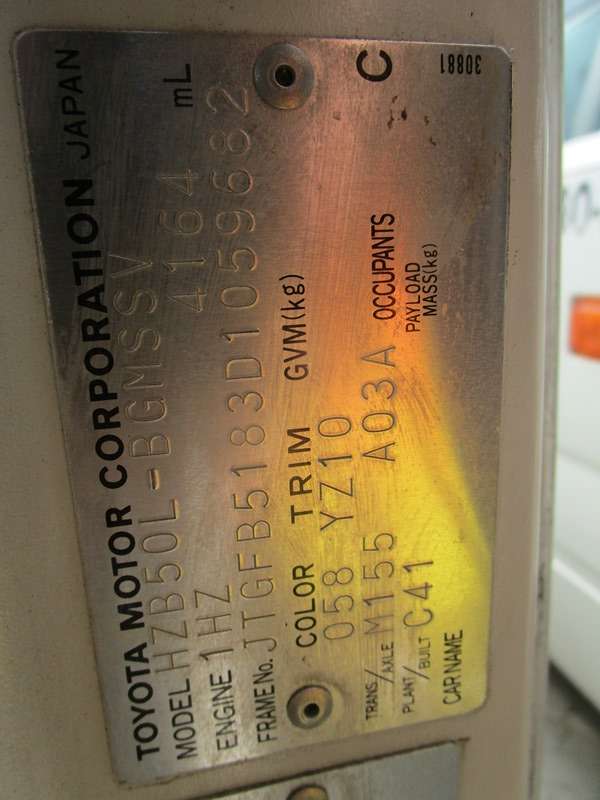 TOYOTA MOTOR CORPORATION JAPAN
MODEL HZB50L-BGMSSV
ENGINE 1HZ 4164 mL
FRAME No. JTGFB5183D1059682
COLOR TRIM GVM(kg)
058 YZ10
TRANS/AXLE M155 A03A OCCUPANTS
PLANT/BUILT C41 PAYLOAD MASS(kg)
CAR NAME
C
30881